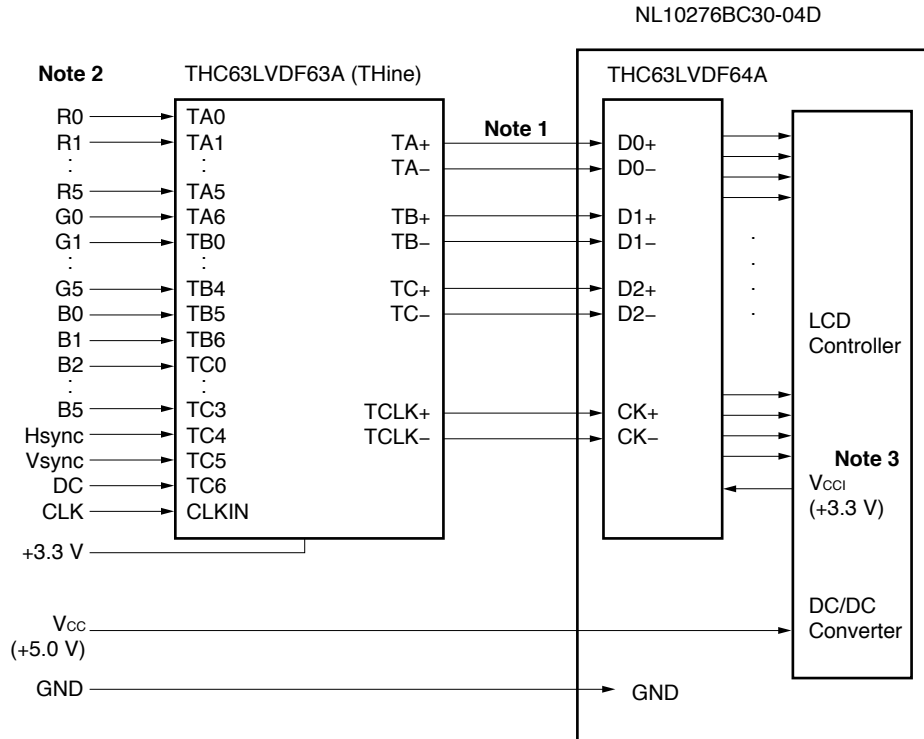 NL10276BC30-04D
Note 2
THC63LVDF63A (THine)
THC63LVDF64A
R0
R1
:
R5
G0
G1
:
G5
B0
B1
B2
:
B5
Hsync
Vsync
DC
CLK
+3.3 V
TA0
TA1
:
TA5
TA6
TB0
:
TB4
TB5
TB6
TC0
:
TC3
TC4
TC5
TC6
CLKIN
TA+
TA−
TB+
TB−
TC+
TC−
TCLK+
TCLK−
Note 1
D0+
D0−
D1+
D1−
D2+
D2−
CK+
CK−
LCD
Controller
Note 3
VCCI
(+3.3 V)
DC/DC
Converter
VCC
(+5.0 V)
GND
GND